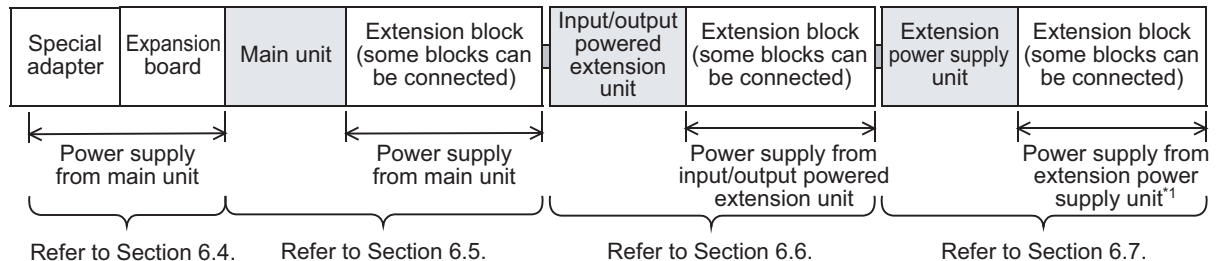 Special
adapter
Expansion
board
Main unit
Extension block
(some blocks can
be connected)
Input/output
powered
extension
unit
Extension block
(some blocks can
be connected)
Extension
power supply
unit
Extension block
(some blocks can
be connected)
Power supply
from main unit
Power supply
from main unit
Power supply from
input/output powered
extension unit
Power supply from
extension power
supply unit*1
Refer to Section 6.4.
Refer to Section 6.5.
Refer to Section 6.6.
Refer to Section 6.7.